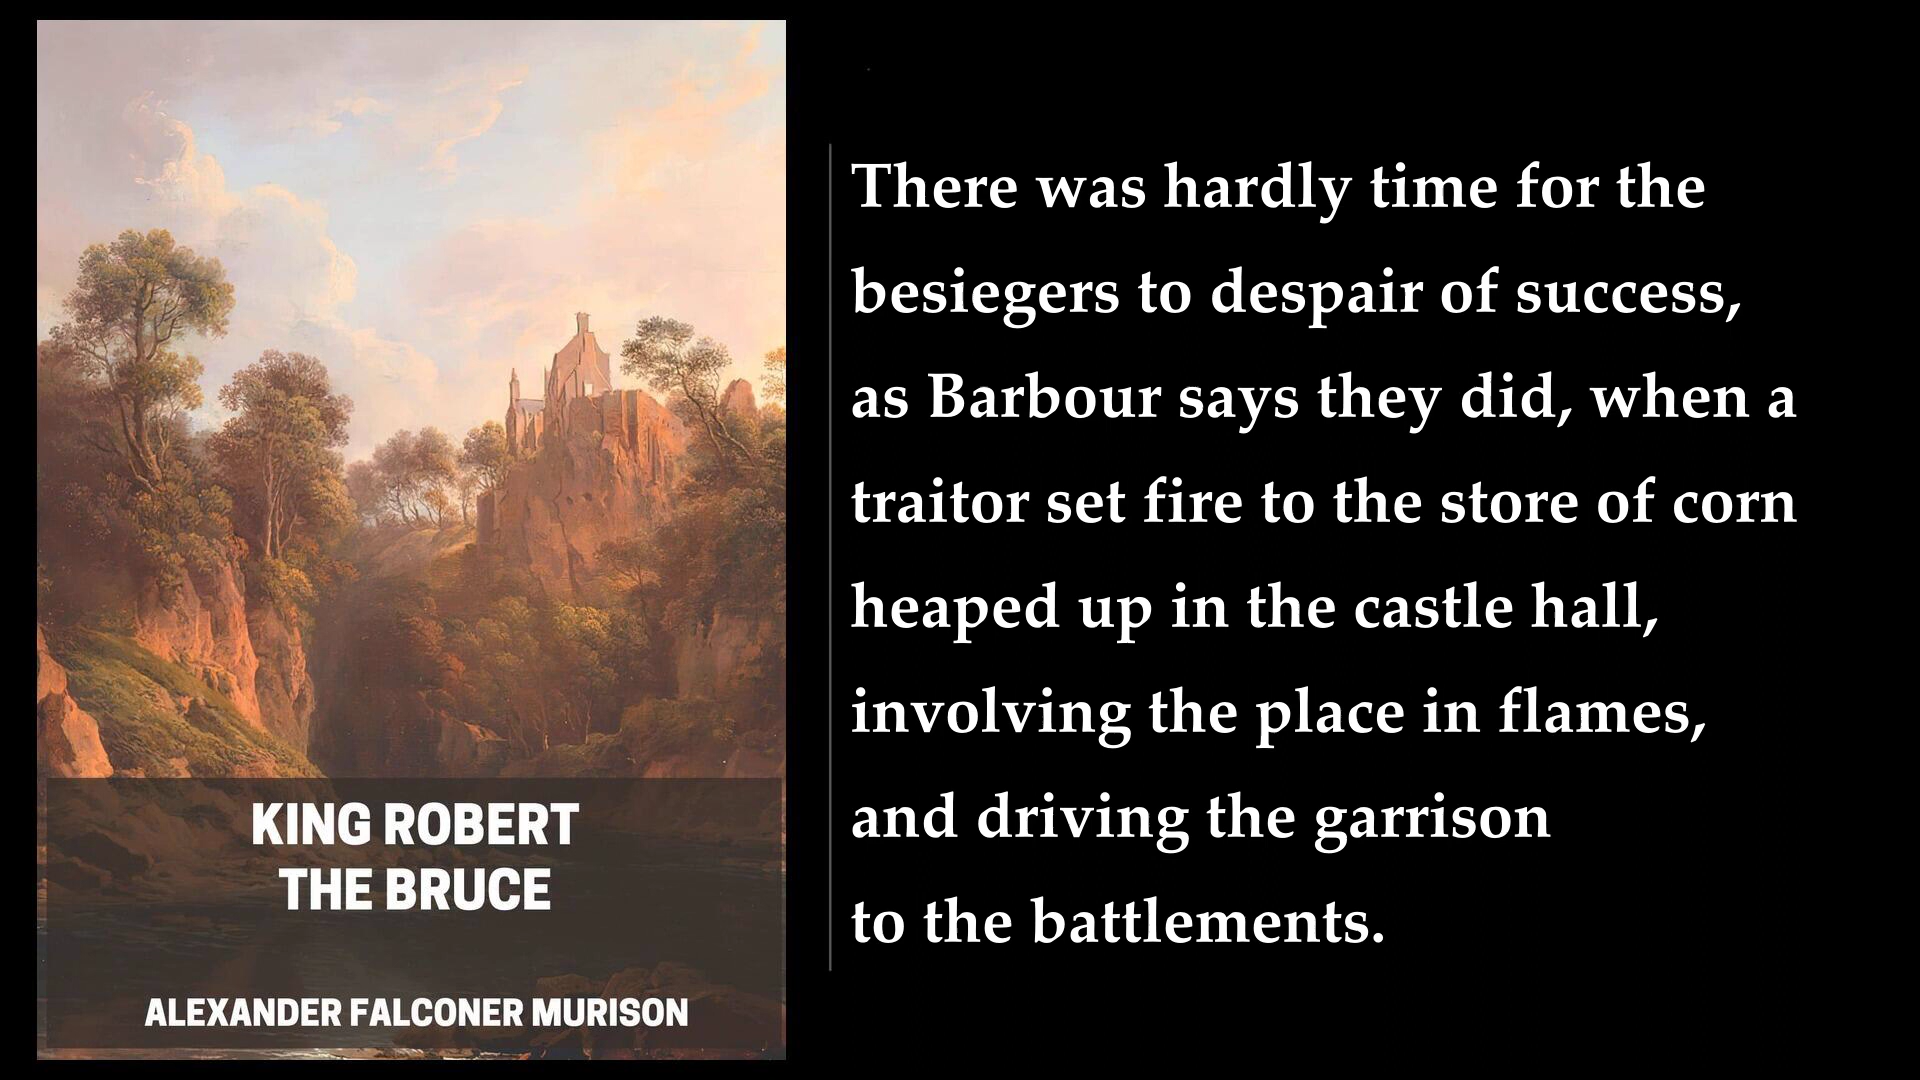 KING ROBERT
THE BRUCE
ALEXANDER FALCONER MURISON
There was hardly time for the
besiegers to despair of success,
as Barbour says they did, when a
traitor set fire to the store of corn
heaped up in the castle hall,
involving the place in flames,
and driving the garrison
to the battlements.